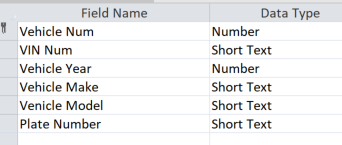 Field Name Data Type
Vehicle Num Number
VIN Num Short Text
Vehicle Year Number
Vehicle Make Short Text
Venicle Model Short Text
Plate Number Short Text